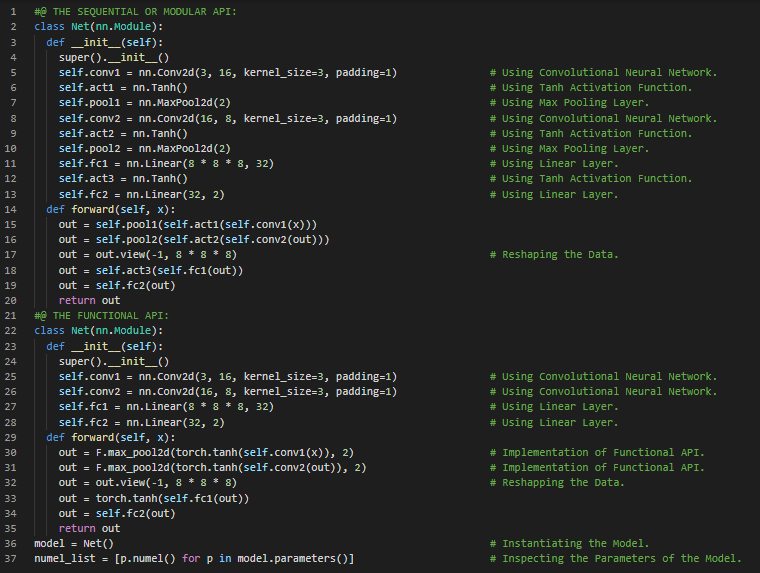 1 #@ THE SEQUENTIAL OR MODULAR API:
2 class Net(nn.Module):
3   def __init__(self):
4     super().__init__()
5     self.conv1 = nn.Conv2d(3, 16, kernel_size=3, padding=1) # Using Convolutional Neural Network.
6     self.act1 = nn.Tanh() # Using Tanh Activation Function.
7     self.pool1 = nn.MaxPool2d(2) # Using Max Pooling Layer.
8     self.conv2 = nn.Conv2d(16, 8, kernel_size=3, padding=1) # Using Convolutional Neural Network.
9     self.act2 = nn.Tanh() # Using Tanh Activation Function.
10     self.pool2 = nn.MaxPool2d(2) # Using Max Pooling Layer.
11     self.fc1 = nn.Linear(8 * 8 * 8, 32) # Using Linear Layer.
12     self.act3 = nn.Tanh() # Using Tanh Activation Function.
13     self.fc2 = nn.Linear(32, 2) # Using Linear Layer.
14   def forward(self, x):
15     out = self.pool1(self.act1(self.conv1(x)))
16     out = self.pool2(self.act2(self.conv2(out)))
17     out = out.view(-1, 8 * 8 * 8) # Reshaping the Data.
18     out = self.act3(self.fc1(out))
19     out = self.fc2(out)
20     return out
21 #@ THE FUNCTIONAL API:
22 class Net(nn.Module):
23   def __init__(self):
24     super().__init__()
25     self.conv1 = nn.Conv2d(3, 16, kernel_size=3, padding=1) # Using Convolutional Neural Network.
26     self.conv2 = nn.Conv2d(16, 8, kernel_size=3, padding=1) # Using Convolutional Neural Network.
27     self.fc1 = nn.Linear(8 * 8 * 8, 32) # Using Linear Layer.
28     self.fc2 = nn.Linear(32, 2) # Using Linear Layer.
29   def forward(self, x):
30     out = F.max_pool2d(torch.tanh(self.conv1(x)), 2) # Implementation of Functional API.
31     out = F.max_pool2d(torch.tanh(self.conv2(out)), 2) # Implementation of Functional API.
32     out = out.view(-1, 8 * 8 * 8) # Reshapping the Data.
33     out = torch.tanh(self.fc1(out))
34     out = self.fc2(out)
35     return out
36 model = Net() # Instantiating the Model.
37 numel_list = [p.numel() for p in model.parameters()] # Inspecting the Parameters of the Model.